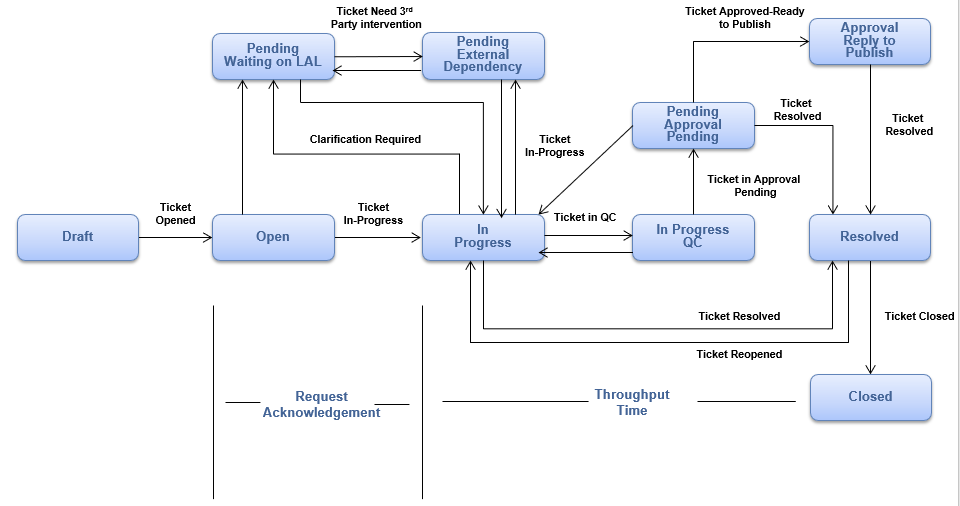 Ticket Need 3rd
Party intervention
Ticket Approved-Ready
to Publish
Pending
Waiting on LAL
Pending
External
Dependency
Approval
Reply to
Publish
Pending
Approval
Pending
Ticket
Resolved
Ticket
Resolved
Clarification Required
Ticket
In-Progress
Ticket in Approval
Pending
Ticket
Opened
Ticket
In-Progress
Ticket in QC
Draft
Open
In
Progress
In Progress
QC
Resolved
Ticket Resolved
Ticket Closed
Ticket Reopened
Request
Acknowledgement
Throughput
Time
Closed